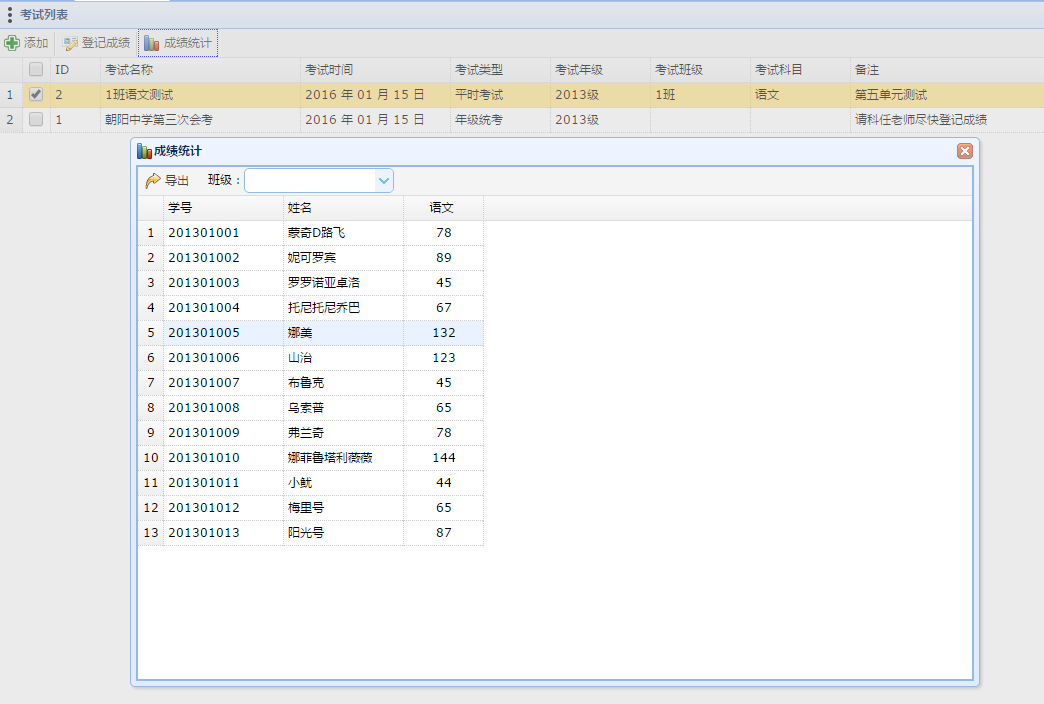 考试列表
添加 登记成绩 成绩统计
ID 考试名称 考试时间 考试类型 考试年级 考试班级 考试科目 备注
1 2 1班语文测试 2016 年 01 月 15 日 平时考试 2013级 1班 语文 第五单元测试
2 1 朝阳中学第三次会考 2016 年 01 月 15 日 年级统考 2013级 请科任老师尽快登记成绩
成绩统计
导出 班级：
学号 姓名 语文
1 201301001 蒙奇D路飞 78
2 201301002 妮可罗宾 89
3 201301003 罗罗诺亚卓洛 45
4 201301004 托尼托尼乔巴 67
5 201301005 娜美 132
6 201301006 山治 123
7 201301007 布鲁克 45
8 201301008 乌索普 65
9 201301009 弗兰奇 78
10 201301010 娜菲鲁塔利薇薇 144
11 201301011 小鱿 44
12 201301012 梅里号 65
13 201301013 阳光号 87